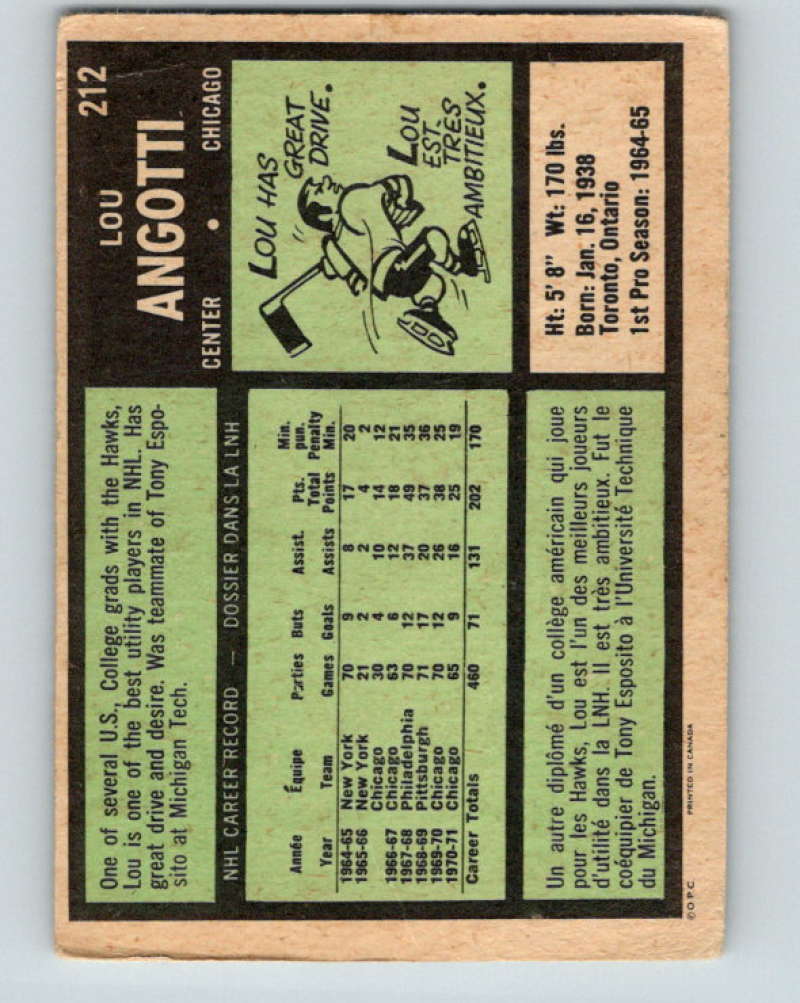 212
LOU
ANGOTTI
CENTER • CHICAGO
One of several U.S., College grads with the Hawks,
Lou is one of the best utility players in NHL. Has
great drive and desire. Was teammate of Tony Espo-
sito at Michigan Tech.
LOU HAS
GREAT
DRIVE.
LOU
EST
TRÈS
AMBITIEUX.
NHL CAREER RECORD — DOSSIER DANS LA LNH
Année Équipe Parties Buts Assist. Pts. Min. pun.
Year Team Games Goals Assists Total Points Penalty Min.
1964-65 New York 70 9 8 17 20
1965-66 New York 21 2 2 4 2
Chicago 30 4 10 14 12
1966-67 Chicago 63 6 12 18 21
1967-68 Philadelphia 70 12 37 49 35
1968-69 Pittsburgh 71 17 20 37 36
1969-70 Chicago 70 12 26 38 25
1970-71 Chicago 65 9 16 25 19
Career Totals 460 71 131 202 170
Ht: 5' 8" Wt: 170 lbs.
Born: Jan. 16, 1938
Toronto, Ontario
1st Pro Season: 1964-65
Un autre diplômé d'un collège américain qui joue
pour les Hawks, Lou est l'un des meilleurs joueurs
d'utilité dans la LNH. Il est très ambitieux. Fut le
coéquipier de Tony Esposito à l'Université Technique
du Michigan.
©O.P.C. PRINTED IN CANADA